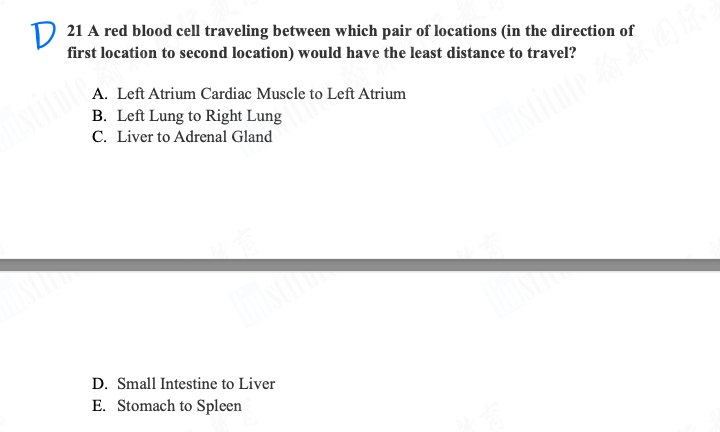 D 21 A red blood cell traveling between which pair of locations (in the direction of
first location to second location) would have the least distance to travel?
A. Left Atrium Cardiac Muscle to Left Atrium
B. Left Lung to Right Lung
C. Liver to Adrenal Gland
D. Small Intestine to Liver
E. Stomach to Spleen